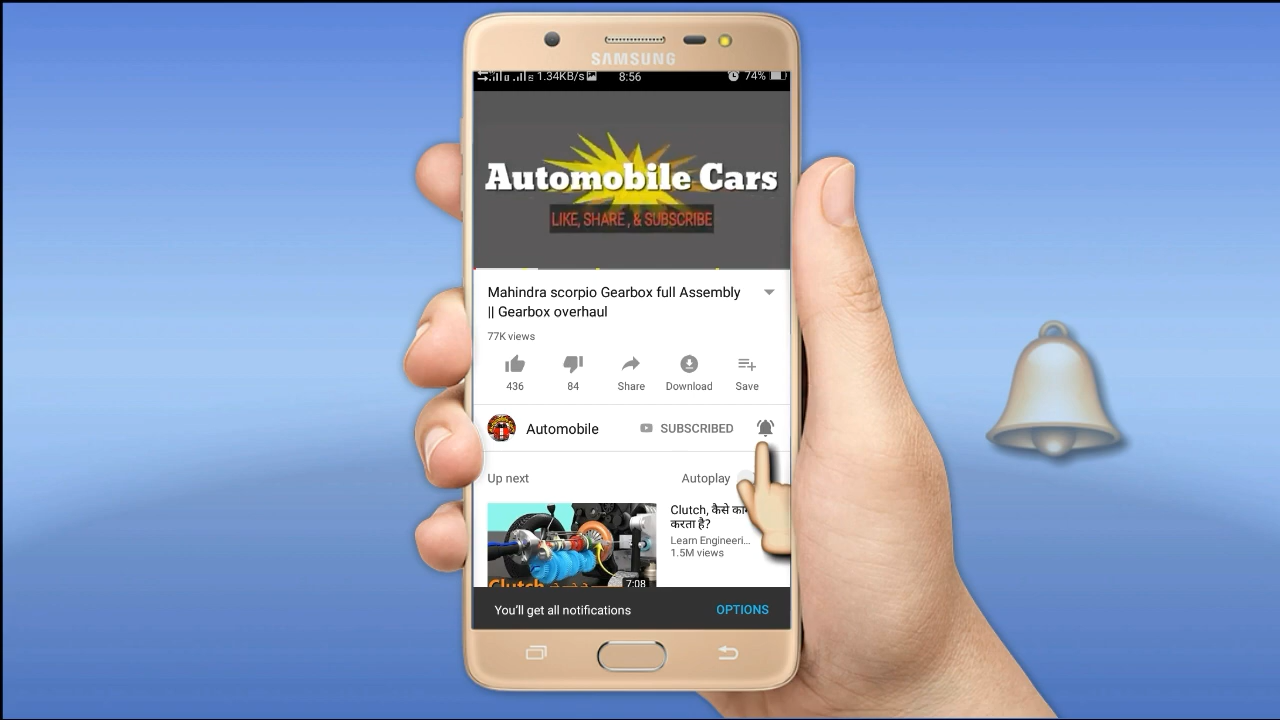 SAMSUNG
1.34KB/s 8:56 74%
Automobile Cars
LIKE, SHARE , & SUBSCRIBE
Mahindra scorpio Gearbox full Assembly
|| Gearbox overhaul
77K views
436 84 Share Download Save
Automobile SUBSCRIBED
Up next Autoplay
Clutch, कैसे
करता है?
Learn Engineeri...
1.5M views
Clutch
7:08
You'll get all notifications OPTIONS